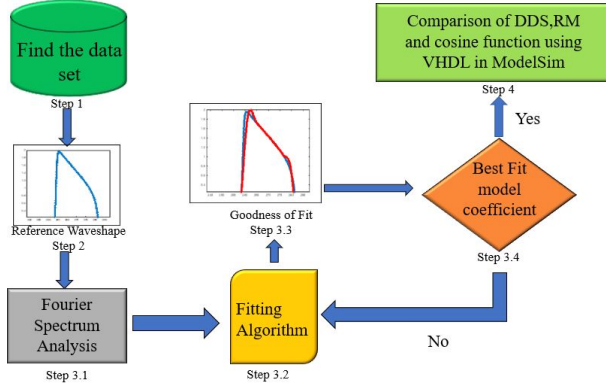 Find the data
set
Step 1
Reference Waveshape
Step 2
Fourier
Spectrum
Analysis
Step 3.1
Fitting
Algorithm
Step 3.2
Goodness of Fit
Step 3.3
Best Fit
model
coefficient
Step 3.4
No
Yes
Comparison of DDS,RM
and cosine function using
VHDL in ModelSim
Step 4